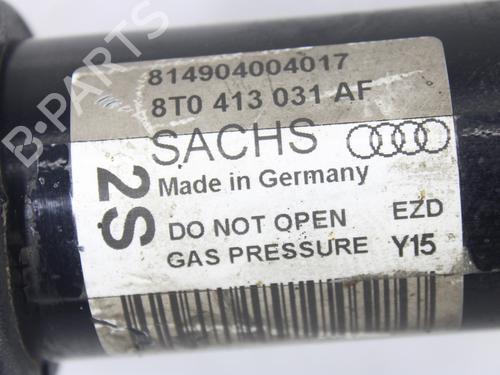 814904004017
8T0 413 031 AF
SACHS
Made in Germany
2S
DO NOT OPEN EZD
GAS PRESSURE Y15
B-PARTS